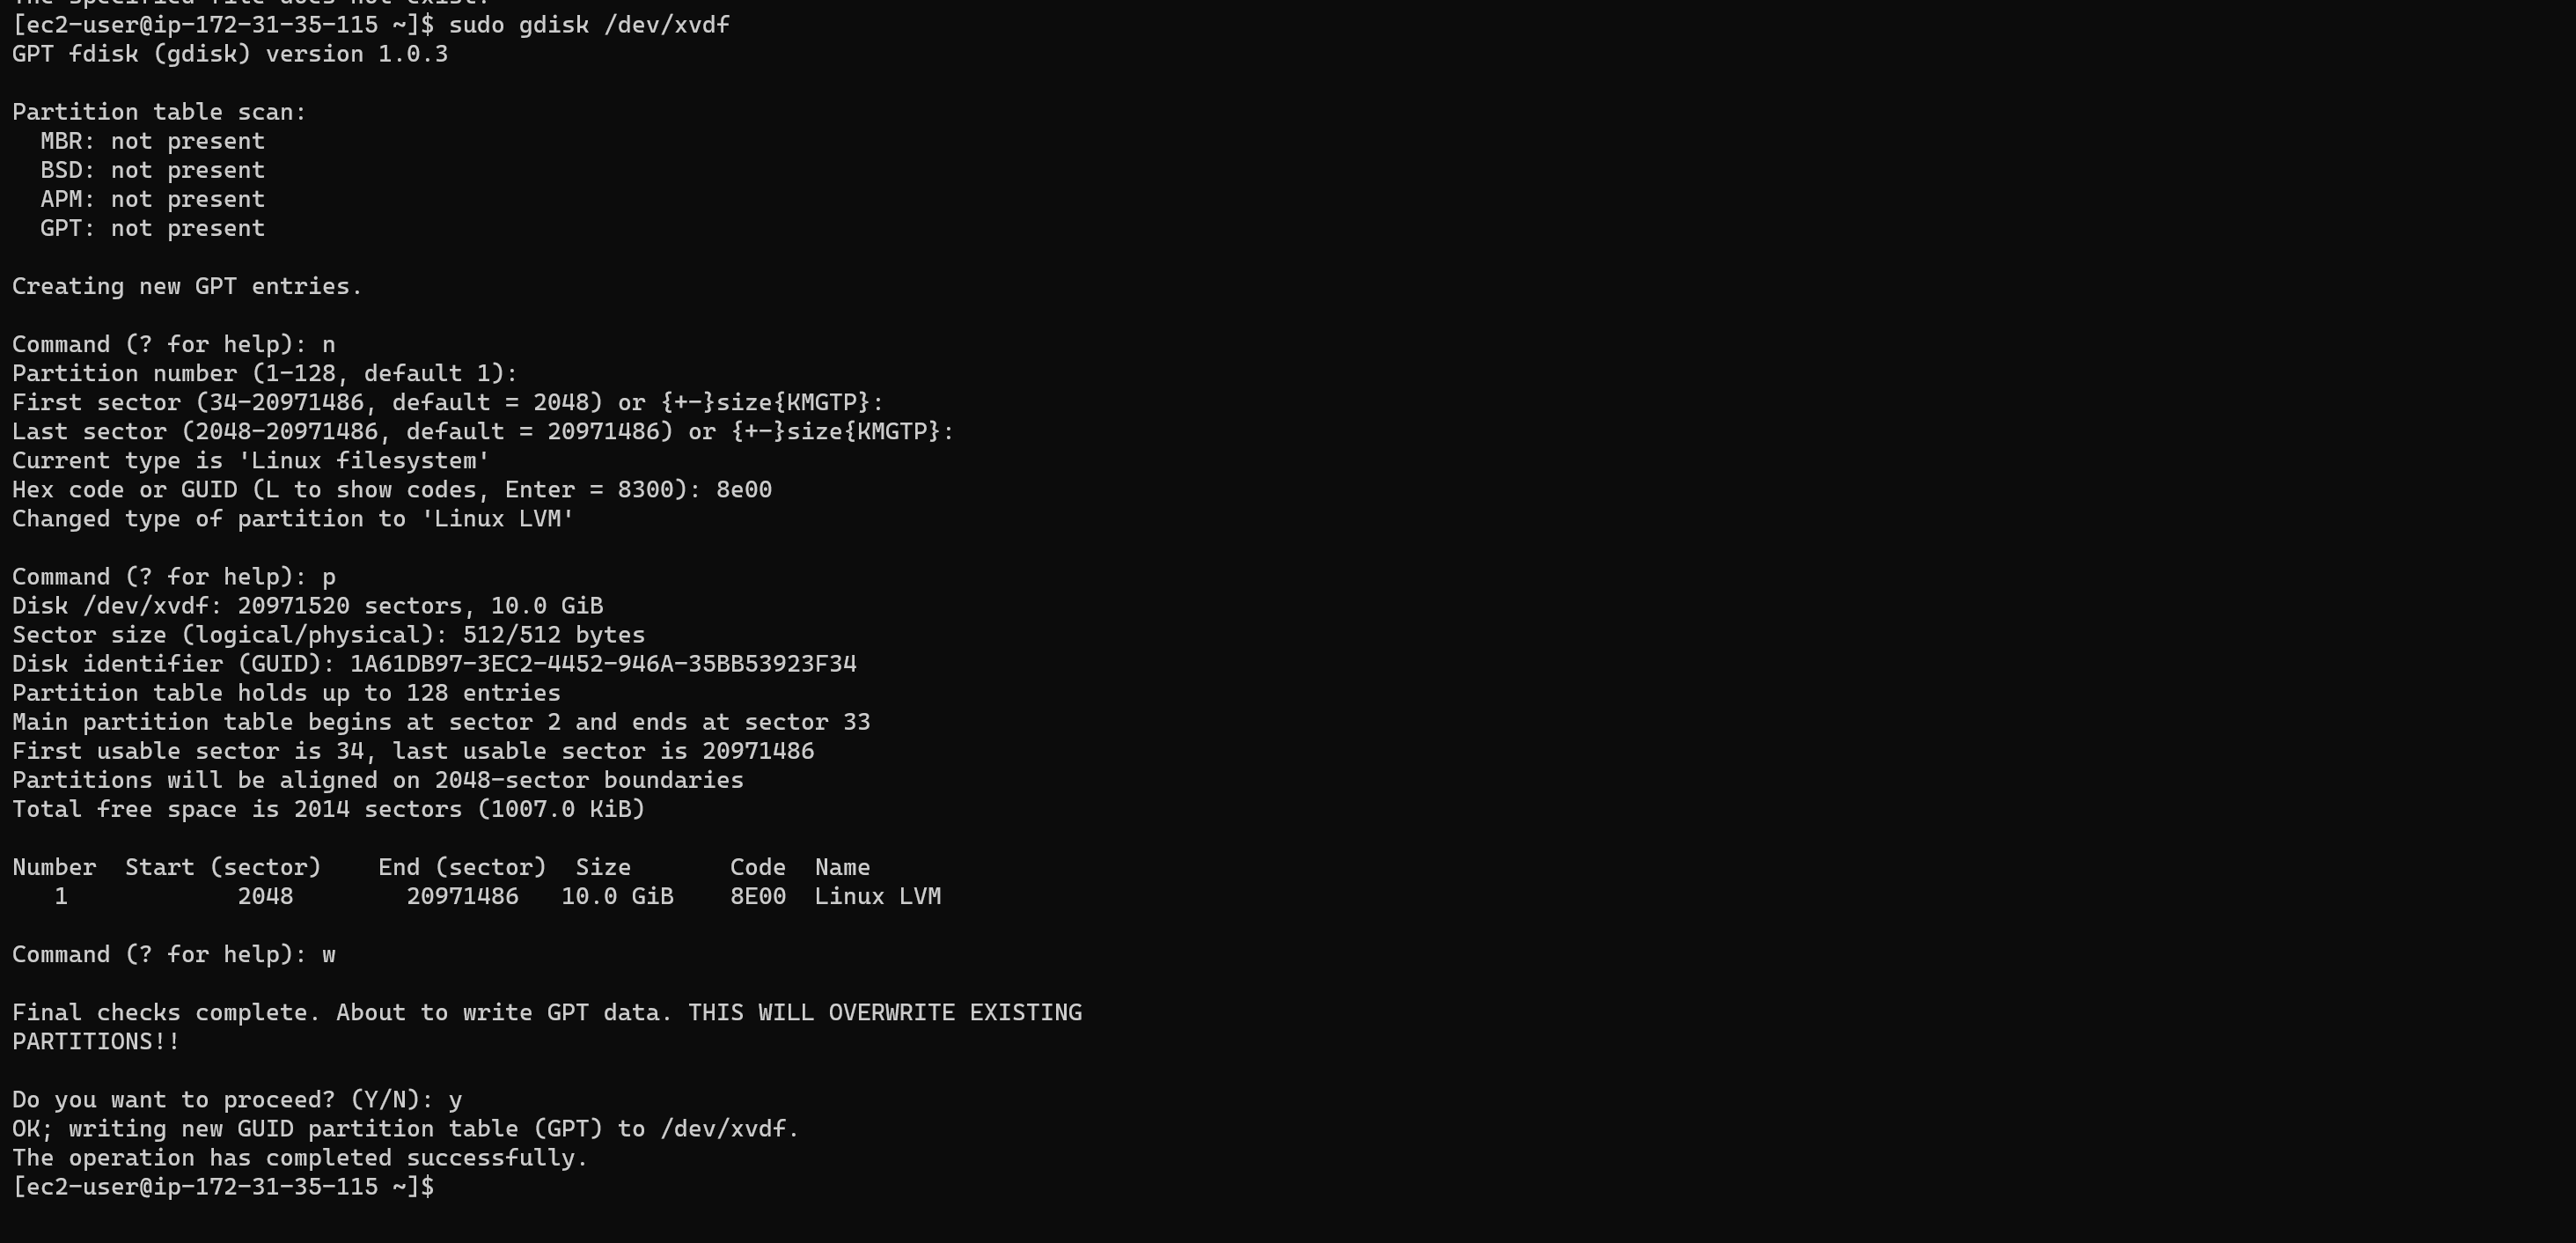 The specified file does not exist.
[ec2-user@ip-172-31-35-115 ~]$ sudo gdisk /dev/xvdf
GPT fdisk (gdisk) version 1.0.3
Partition table scan:
  MBR: not present
  BSD: not present
  APM: not present
  GPT: not present
Creating new GPT entries.
Command (? for help): n
Partition number (1-128, default 1):
First sector (34-20971486, default = 2048) or {+-}size{KMGTP}:
Last sector (2048-20971486, default = 20971486) or {+-}size{KMGTP}:
Current type is 'Linux filesystem'
Hex code or GUID (L to show codes, Enter = 8300): 8e00
Changed type of partition to 'Linux LVM'
Command (? for help): p
Disk /dev/xvdf: 20971520 sectors, 10.0 GiB
Sector size (logical/physical): 512/512 bytes
Disk identifier (GUID): 1A61DB97-3EC2-4452-946A-35BB53923F34
Partition table holds up to 128 entries
Main partition table begins at sector 2 and ends at sector 33
First usable sector is 34, last usable sector is 20971486
Partitions will be aligned on 2048-sector boundaries
Total free space is 2014 sectors (1007.0 KiB)
Number  Start (sector)    End (sector)  Size       Code  Name
   1            2048        20971486   10.0 GiB    8E00  Linux LVM
Command (? for help): w
Final checks complete. About to write GPT data. THIS WILL OVERWRITE EXISTING
PARTITIONS!!
Do you want to proceed? (Y/N): y
OK; writing new GUID partition table (GPT) to /dev/xvdf.
The operation has completed successfully.
[ec2-user@ip-172-31-35-115 ~]$